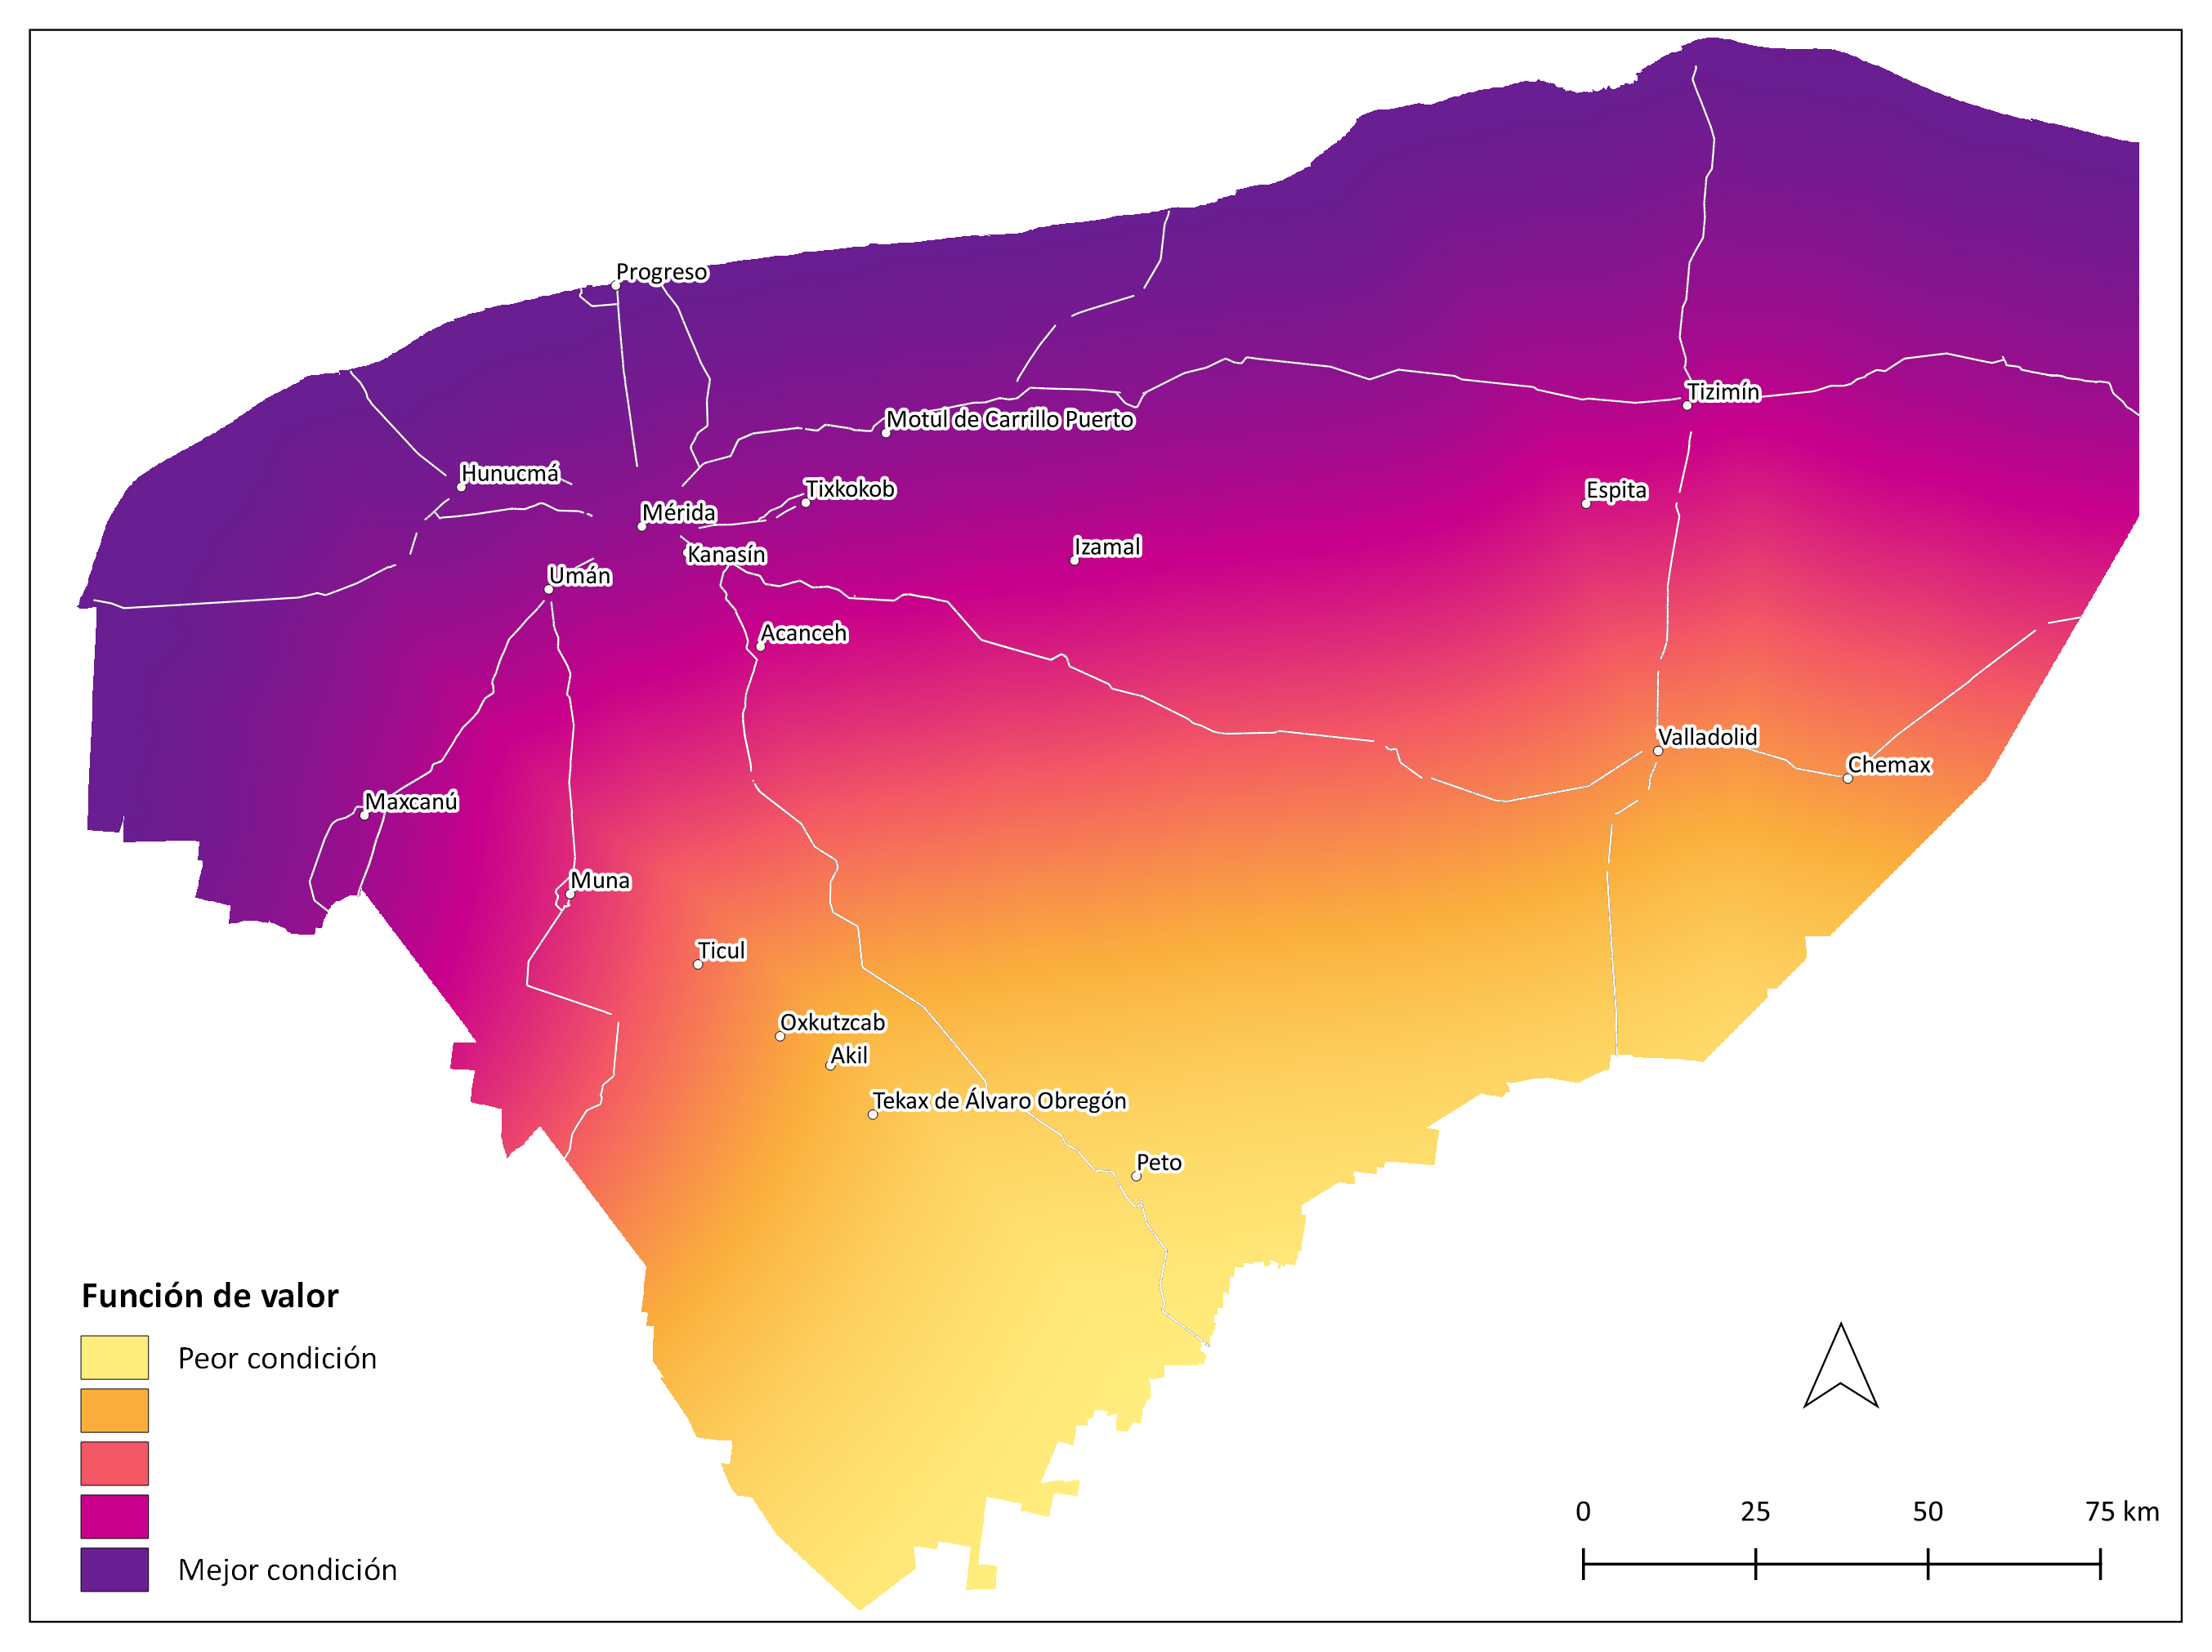 Progreso
Tizimín
Motul de Carrillo Puerto
Hunucmá
Tixkokob
Espita
Mérida
Izamal
Kanasín
Umán
Acanceh
Valladolid
Chemax
Maxcanú
Muna
Ticul
Oxkutzcab
Akil
Tekax de Álvaro Obregón
Peto
Función de valor
Peor condición
Mejor condición
0 25 50 75 km